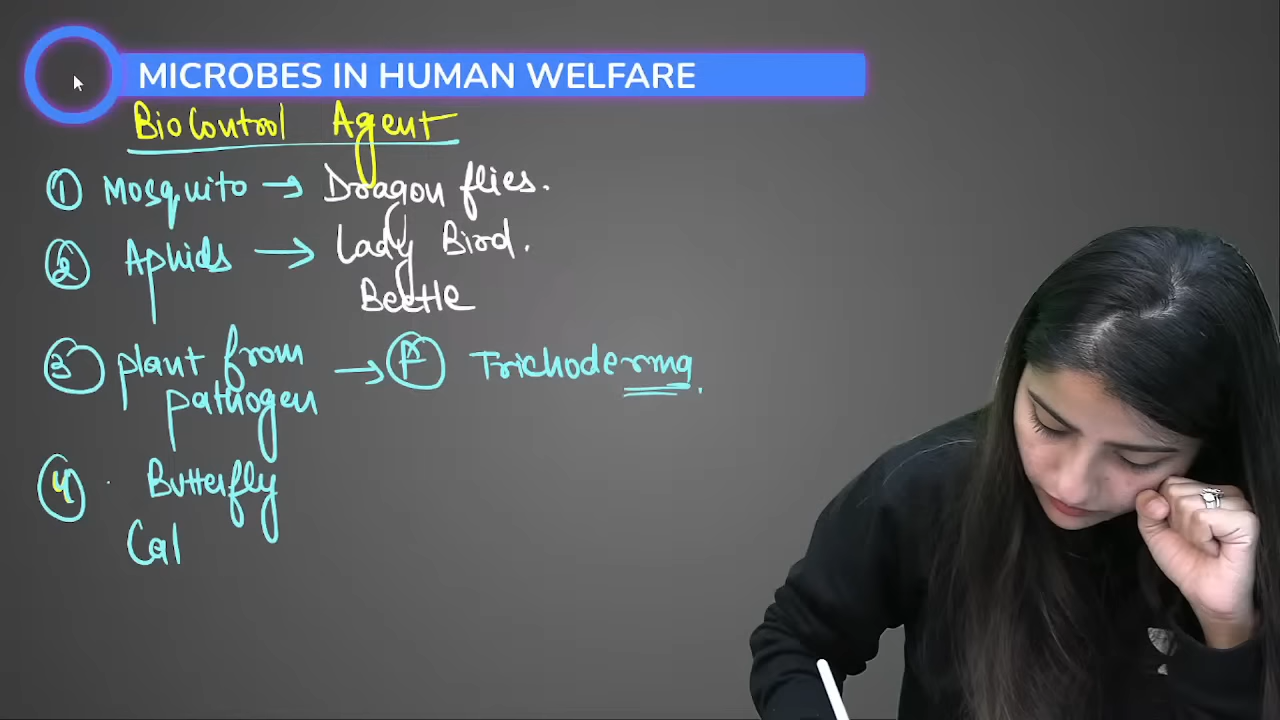 MICROBES IN HUMAN WELFARE
BioControl Agent
① Mosquito → Dragon flies.
② Aphids → Lady Bird.
Beetle
③ plant from → Trichoderma.
pathogen
④ Butterfly
Cal